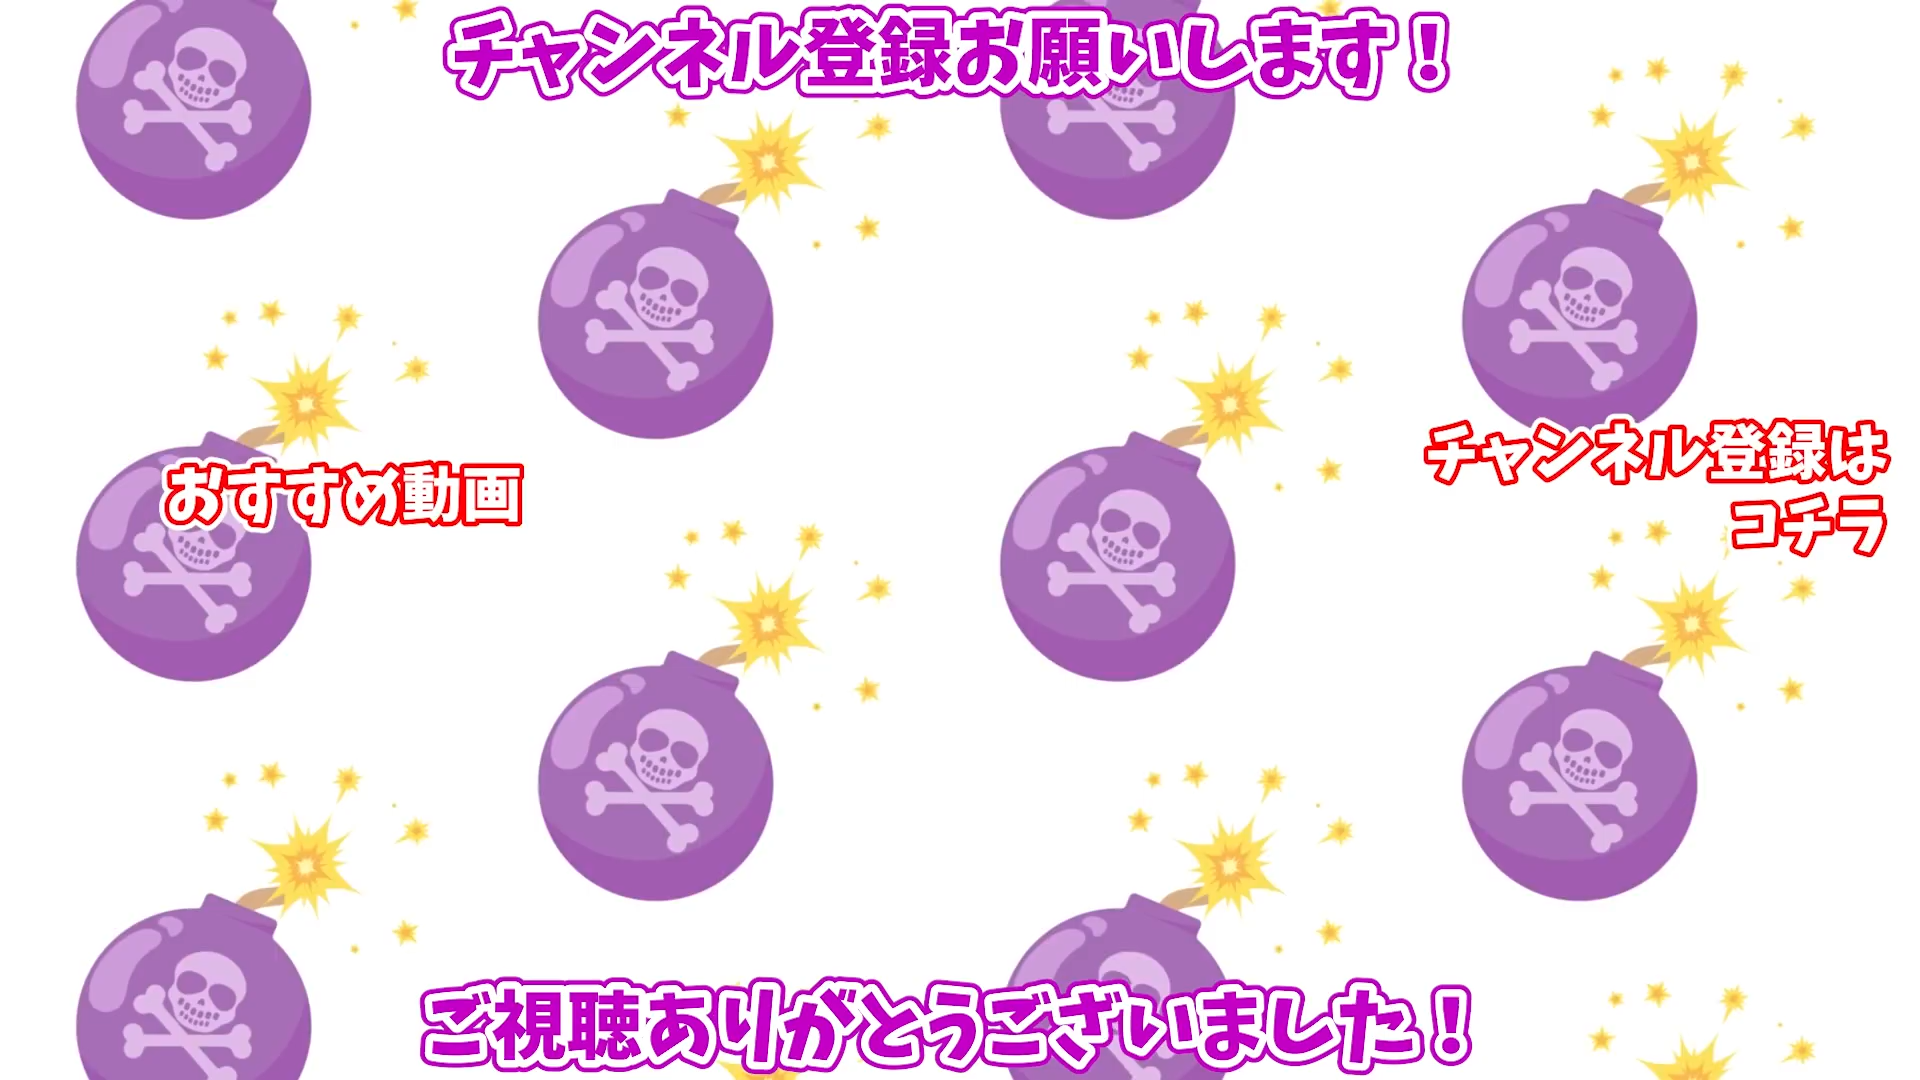 チャンネル登録お願いします！
おすすめ動画
チャンネル登録は
コチラ
ご視聴ありがとうございました！